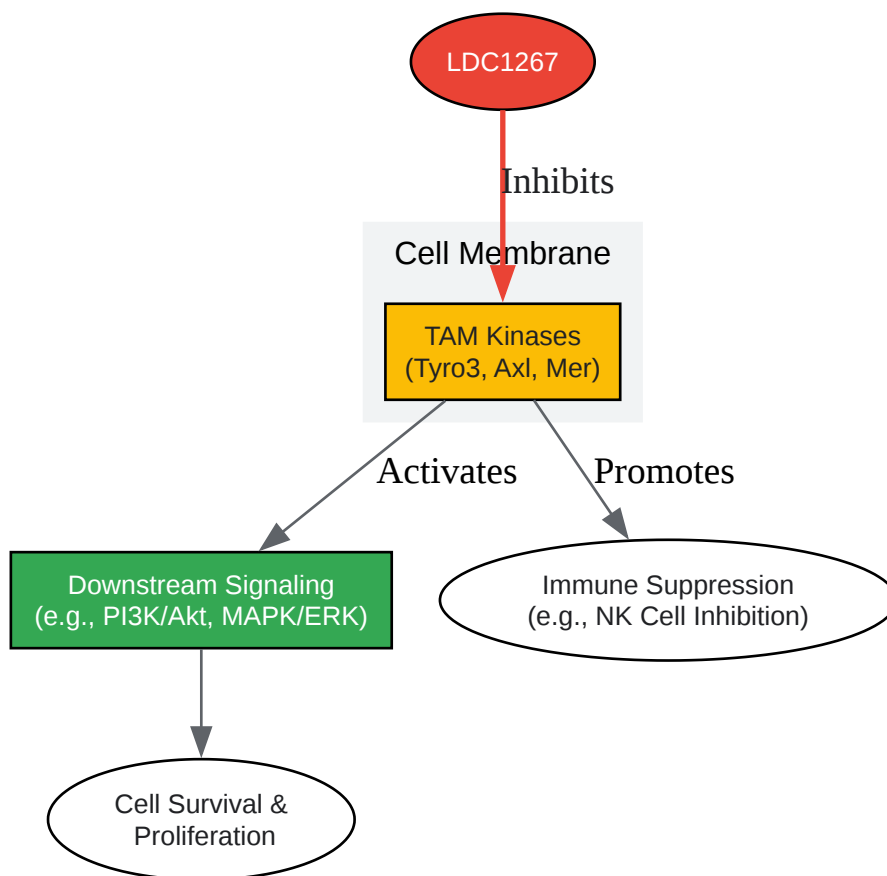 LDC1267
Inhibits
Cell Membrane
TAM Kinases
(Tyro3, Axl, Mer)
Activates
Promotes
Downstream Signaling
(e.g., PI3K/Akt, MAPK/ERK)
Immune Suppression
(e.g., NK Cell Inhibition)
Cell Survival &
Proliferation